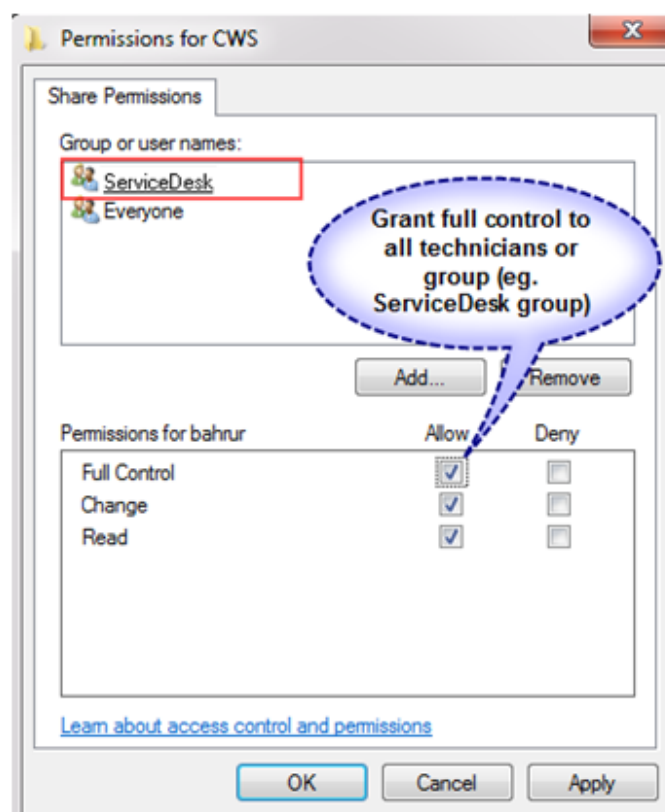 Permissions for CWS
Share Permissions
Group or user names:
ServiceDesk
Everyone
Grant full control to
all technicians or
group (eg.
ServiceDesk group)
Add...
Remove
Permissions for bahrur
Allow
Deny
Full Control
Change
Read
Learn about access control and permissions
OK
Cancel
Apply